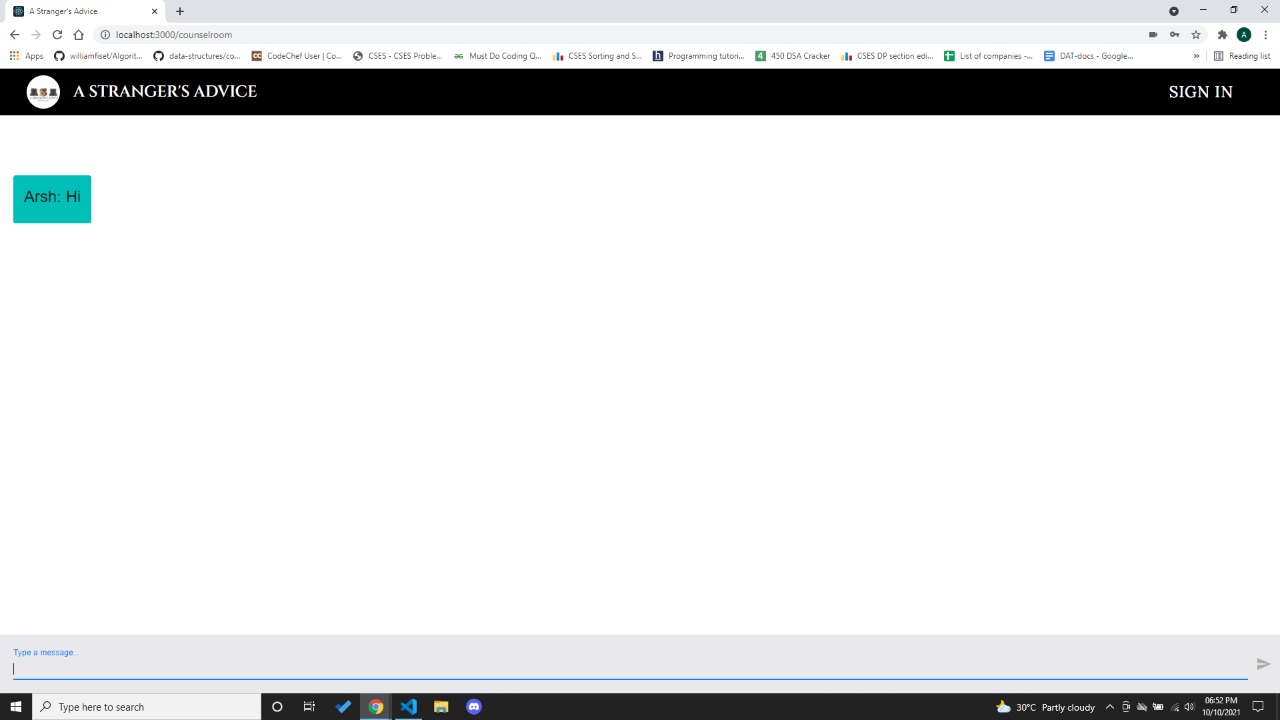 A Stranger's Advice
localhost:3000/counselroom
Apps williamfiset/Algorit... data-structures/co... CodeChef User | Co... CSES - CSES Proble... Must Do Coding Q... CSES Sorting and S... Programming tutori... 450 DSA Cracker CSES DP section edi... List of companies -... DAT-docs - Google... » Reading list
A STRANGER'S ADVICE SIGN IN
Arsh: Hi
Type a message...
Type here to search 30°C Partly cloudy 06:52 PM
10/10/2021